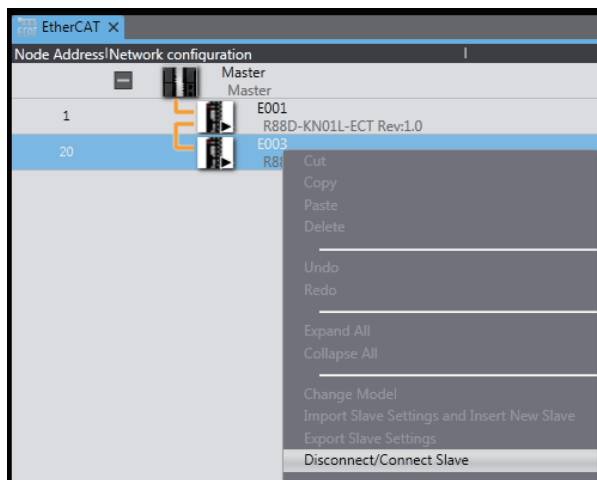 EtherCAT
Node Address Network configuration
Master
Master
1 E001
R88D-KN01L-ECT Rev:1.0
20 E003
Cut
Copy
Paste
Delete
Undo
Redo
Expand All
Collapse All
Change Model
Import Slave Settings and Insert New Slave
Export Slave Settings
Disconnect/Connect Slave